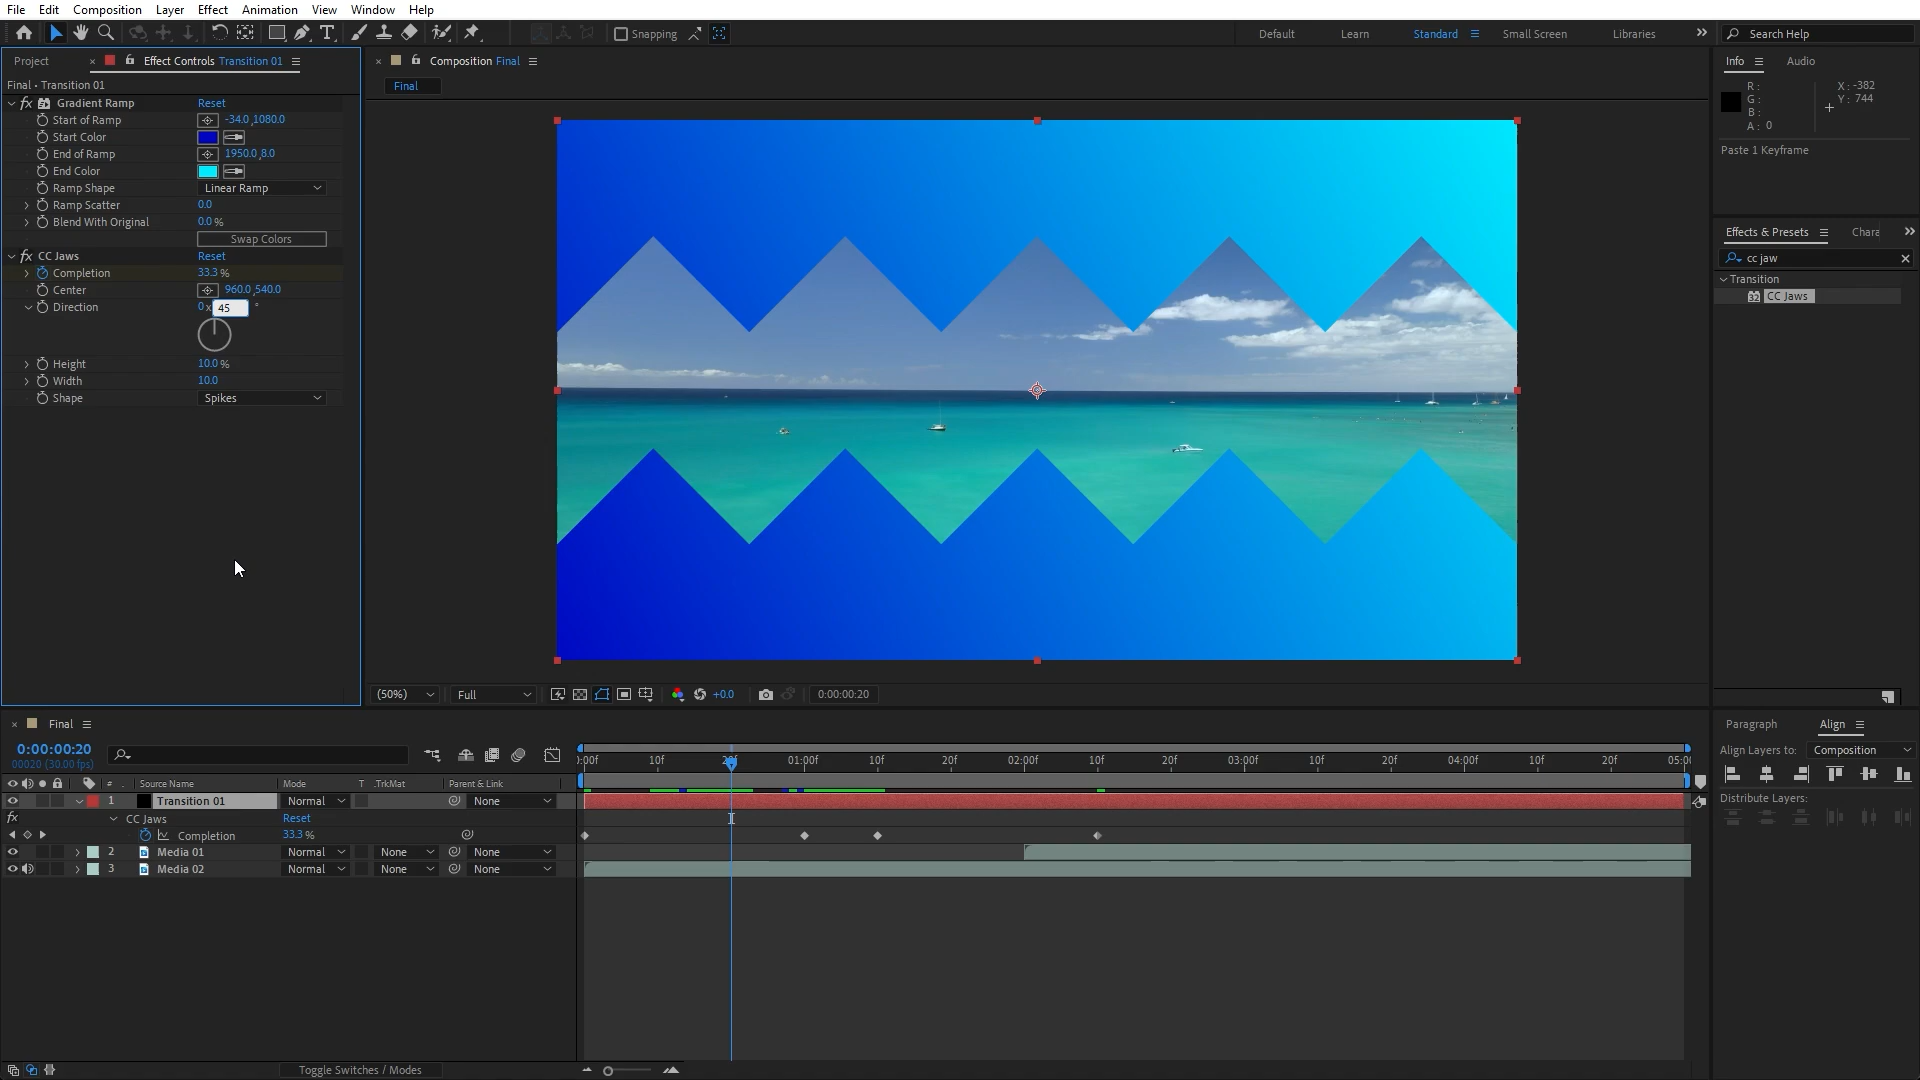 File Edit Composition Layer Effect Animation View Window Help
Snapping Default Learn Standard Small Screen Libraries Search Help
Project Effect Controls Transition 01
Final • Transition 01
fx Gradient Ramp Reset
Start of Ramp -34.0,1080.0
Start Color
End of Ramp 1950.0,8.0
End Color
Ramp Shape Linear Ramp
Ramp Scatter 0.0
Blend With Original 0.0 %
Swap Colors
fx CC Jaws Reset
Completion 33.3 %
Center 960.0,540.0
Direction 0 x 45 °
Height 10.0 %
Width 10.0
Shape Spikes
Composition Final
Final
(50%) Full +0.0 0:00:00:20
Info Audio
R :
G :
B :
A : 0
X : -382
Y : 744
Paste 1 Keyframe
Effects & Presets Chara
cc jaw
Transition
32 CC Jaws
Paragraph Align
Align Layers to: Composition
Distribute Layers:
Final
0:00:00:20
00020 (30.00 fps)
:00f 10f 20f 01:00f 10f 20f 02:00f 10f 20f 03:00f 10f 20f 04:00f 10f 20f 05:00
# . Source Name Mode T .TrkMat Parent & Link
1 Transition 01 Normal None
fx CC Jaws Reset
Completion 33.3 %
2 Media 01 Normal None None
3 Media 02 Normal None None
Toggle Switches / Modes